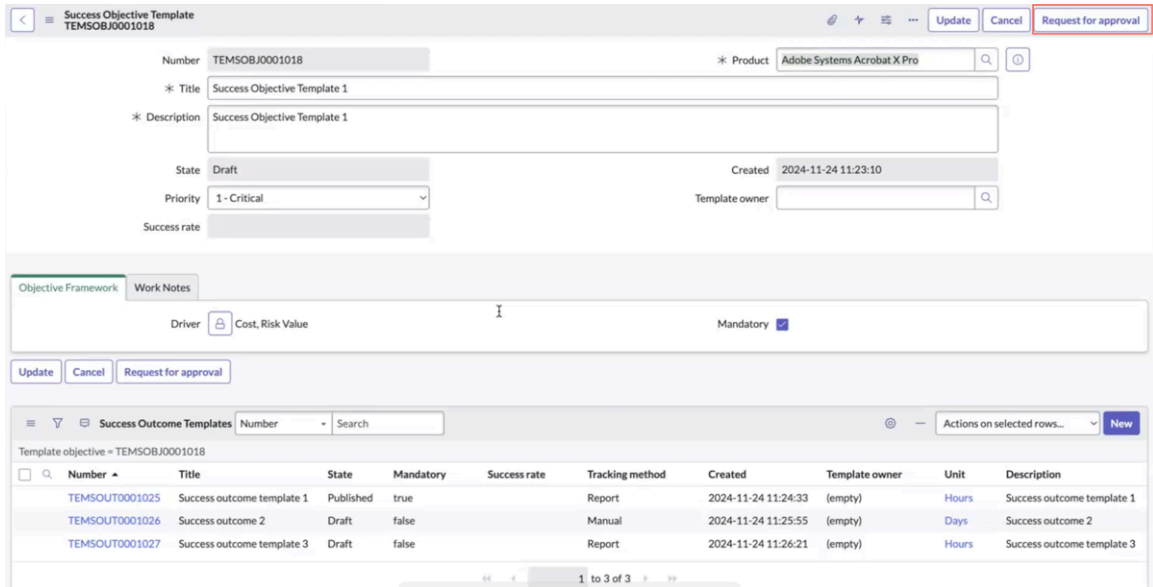 Success Objective Template
TEMSOBJ0001018
Update Cancel Request for approval
Number TEMSOBJ0001018
* Product Adobe Systems Acrobat X Pro
* Title Success Objective Template 1
* Description Success Objective Template 1
State Draft
Created 2024-11-24 11:23:10
Priority 1 - Critical
Template owner
Success rate
Objective Framework Work Notes
Driver Cost, Risk Value
Mandatory
Update Cancel Request for approval
Success Outcome Templates Number Search Actions on selected rows... New
Template objective = TEMSOBJ0001018
Number Title State Mandatory Success rate Tracking method Created Template owner Unit Description
TEMSOUT0001025 Success outcome template 1 Published true Report 2024-11-24 11:24:33 (empty) Hours Success outcome template 1
TEMSOUT0001026 Success outcome 2 Draft false Manual 2024-11-24 11:25:55 (empty) Days Success outcome 2
TEMSOUT0001027 Success outcome template 3 Draft false Report 2024-11-24 11:26:21 (empty) Hours Success outcome template 3
1 to 3 of 3